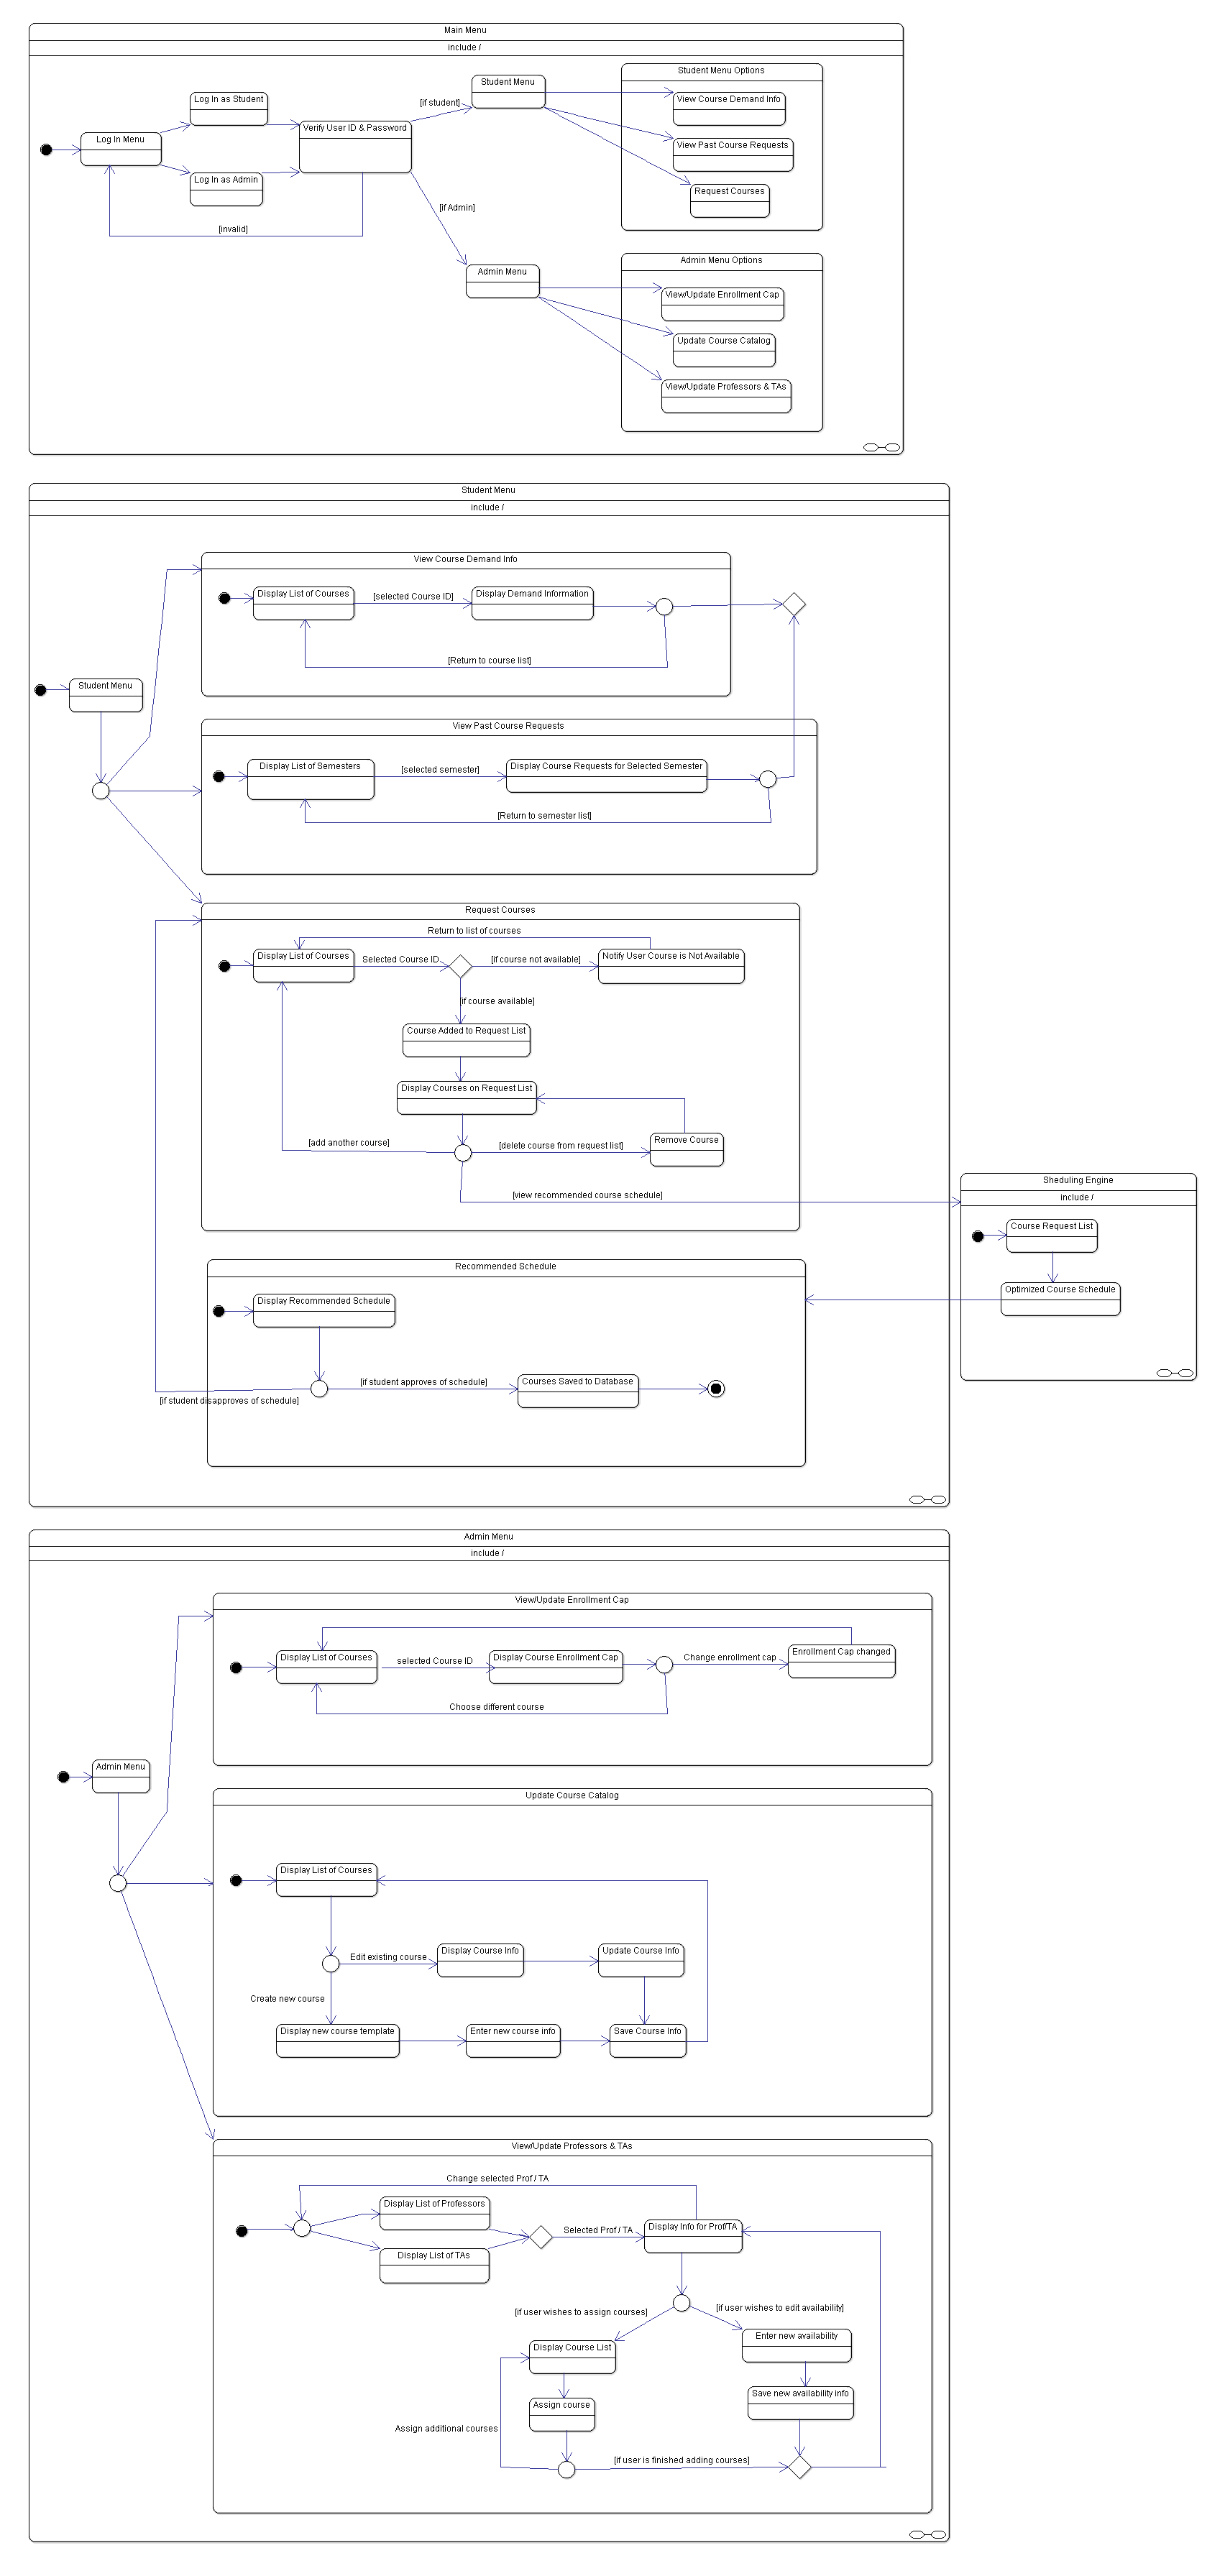 Main Menu
include /
Student Menu Options
Student Menu
View Course Demand Info
Log In as Student
[if student]
Verify User ID & Password
Log In Menu
View Past Course Requests
Log In as Admin
Request Courses
[if Admin]
[invalid]
Admin Menu Options
Admin Menu
View/Update Enrollment Cap
Update Course Catalog
View/Update Professors & TAs
Student Menu
include /
View Course Demand Info
Display List of Courses
[selected Course ID]
Display Demand Information
[Return to course list]
Student Menu
View Past Course Requests
Display List of Semesters
[selected semester]
Display Course Requests for Selected Semester
[Return to semester list]
Request Courses
Return to list of courses
Display List of Courses
Selected Course ID
[if course not available]
Notify User Course is Not Available
[if course available]
Course Added to Request List
Display Courses on Request List
[add another course]
[delete course from request list]
Remove Course
[view recommended course schedule]
Sheduling Engine
include /
Course Request List
Optimized Course Schedule
Recommended Schedule
Display Recommended Schedule
[if student approves of schedule]
Courses Saved to Database
[if student disapproves of schedule]
Admin Menu
include /
View/Update Enrollment Cap
Display List of Courses
selected Course ID
Display Course Enrollment Cap
Change enrollment cap
Enrollment Cap changed
Choose different course
Admin Menu
Update Course Catalog
Display List of Courses
Edit existing course
Display Course Info
Update Course Info
Create new course
Display new course template
Enter new course info
Save Course Info
View/Update Professors & TAs
Change selected Prof / TA
Display List of Professors
Selected Prof / TA
Display Info for Prof/TA
Display List of TAs
[if user wishes to assign courses]
[if user wishes to edit availability]
Display Course List
Enter new availability
Assign course
Save new availability info
Assign additional courses
[if user is finished adding courses]